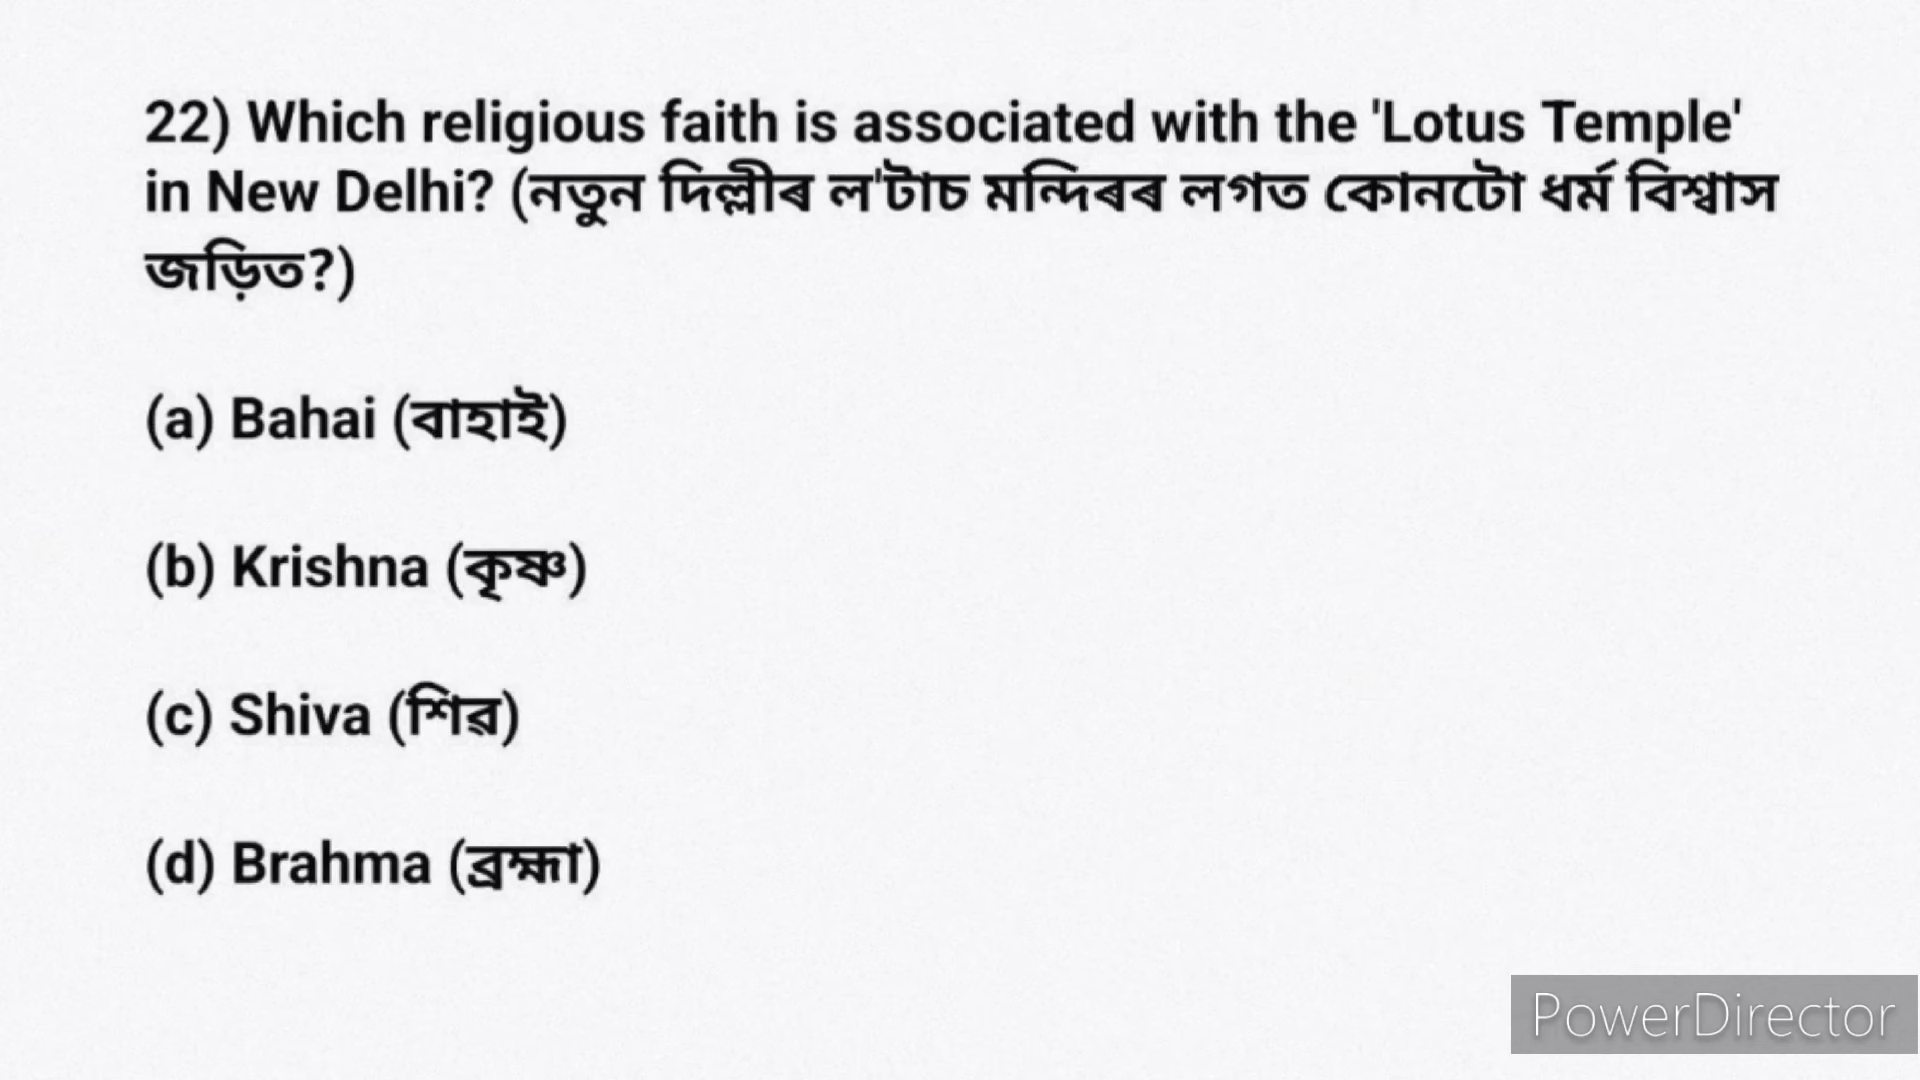 22) Which religious faith is associated with the 'Lotus Temple'
in New Delhi? (নতুন দিল্লীৰ ল'টাচ মন্দিৰৰ লগত কোনটো ধৰ্ম বিশ্বাস
জড়িত?)
(a) Bahai (বাহাই)
(b) Krishna (কৃষ্ণ)
(c) Shiva (শিৱ)
(d) Brahma (ব্ৰহ্মা)
PowerDirector